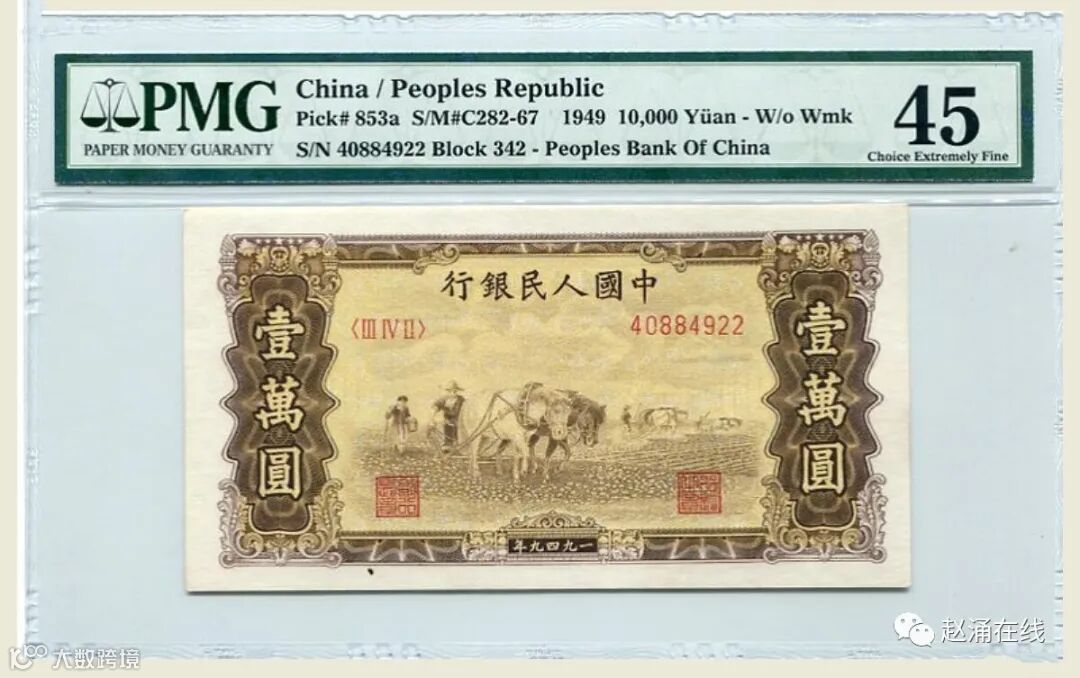 PMG
PAPER MONEY GUARANTY
China / Peoples Republic
Pick# 853a S/M#C282-67 1949 10,000 Yüan - W/o Wmk
S/N 40884922 Block 342 - Peoples Bank Of China
45
Choice Extremely Fine
行銀民人國中
〈III IV II〉
40884922
壹萬圓
壹萬圓
年九四九一
赵涌在线
大数跨境